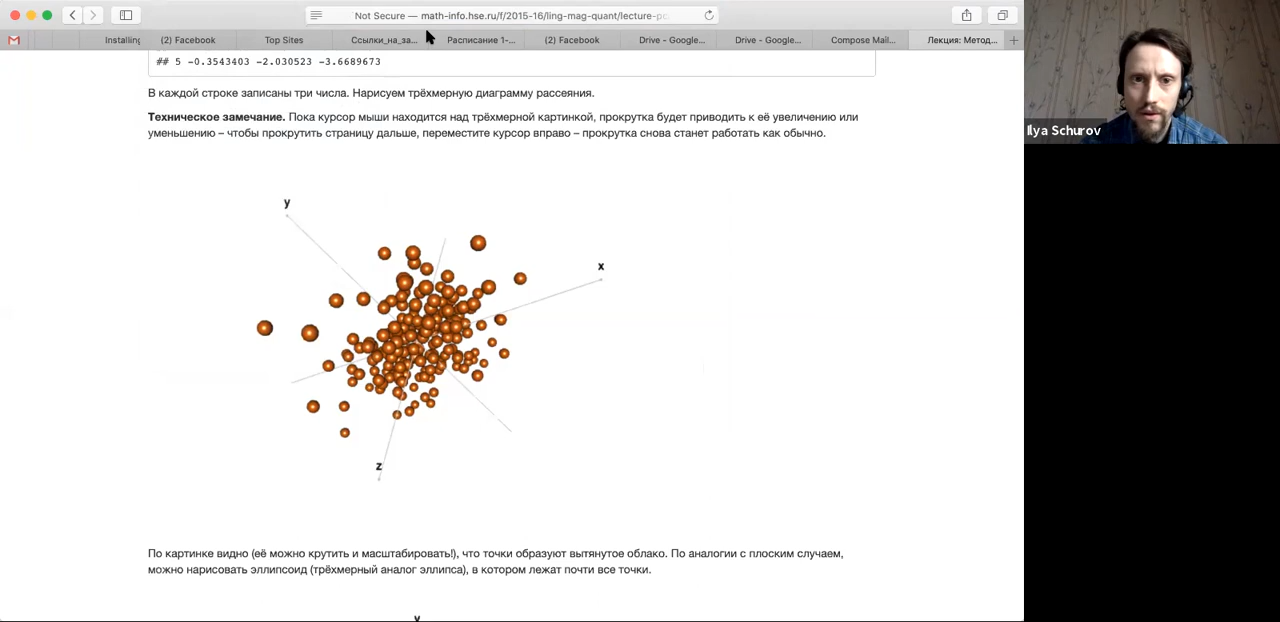 Not Secure — math-info.hse.ru/f/2015-16/ling-mag-quant/lecture-pc
Installing (2) Facebook Top Sites Ссылки_на_за... Расписание 1-... (2) Facebook Drive - Google... Drive - Google... Compose Mail... Лекция: Метод...
## 5 -0.3543403 -2.030523 -3.6689673
В каждой строке записаны три числа. Нарисуем трёхмерную диаграмму рассеяния.
Техническое замечание. Пока курсор мыши находится над трёхмерной картинкой, прокрутка будет приводить к её увеличению или
уменьшению – чтобы прокрутить страницу дальше, переместите курсор вправо – прокрутка снова станет работать как обычно.
y
x
z
По картинке видно (её можно крутить и масштабировать!), что точки образуют вытянутое облако. По аналогии с плоским случаем,
можно нарисовать эллипсоид (трёхмерный аналог эллипса), в котором лежат почти все точки.
Ilya Schurov